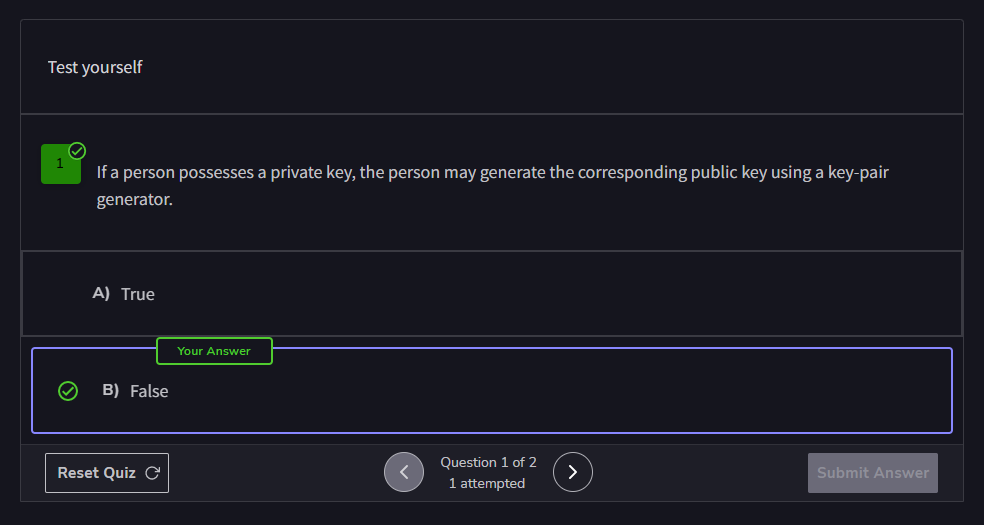 Test yourself
1
If a person possesses a private key, the person may generate the corresponding public key using a key-pair
generator.
A) True
Your Answer
B) False
Reset Quiz
Question 1 of 2
1 attempted
Submit Answer